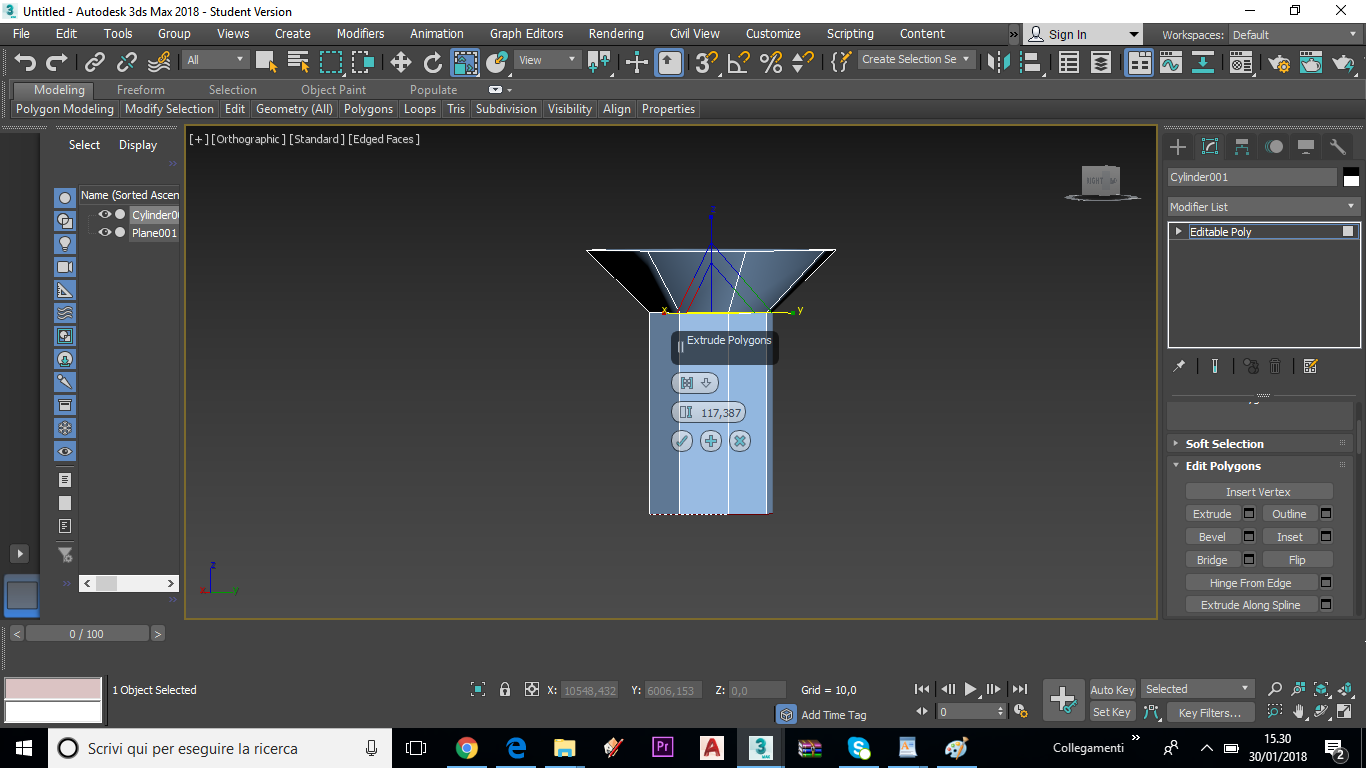 Untitled - Autodesk 3ds Max 2018 - Student Version
File Edit Tools Group Views Create Modifiers Animation Graph Editors Rendering Civil View Customize Scripting Content » Sign In Workspaces: Default
All View Create Selection Se
Modeling Freeform Selection Object Paint Populate
Polygon Modeling Modify Selection Edit Geometry (All) Polygons Loops Tris Subdivision Visibility Align Properties
Select Display
[+] [Orthographic] [Standard] [Edged Faces]
Name (Sorted Ascen
Cylinder00
Plane001
RIGHT
z
x
y
Extrude Polygons
117,387
z
x
y
Cylinder001
Modifier List
Editable Poly
Soft Selection
Edit Polygons
Insert Vertex
Extrude Outline
Bevel Inset
Bridge Flip
Hinge From Edge
Extrude Along Spline
0 / 100
1 Object Selected
X: 10548,432 Y: 6006,153 Z: 0,0 Grid = 10,0
Add Time Tag
0
Auto Key Selected
Set Key Key Filters...
Scrivi qui per eseguire la ricerca
Pr
A
3
MAX
S
Collegamenti »
15.30
30/01/2018
2